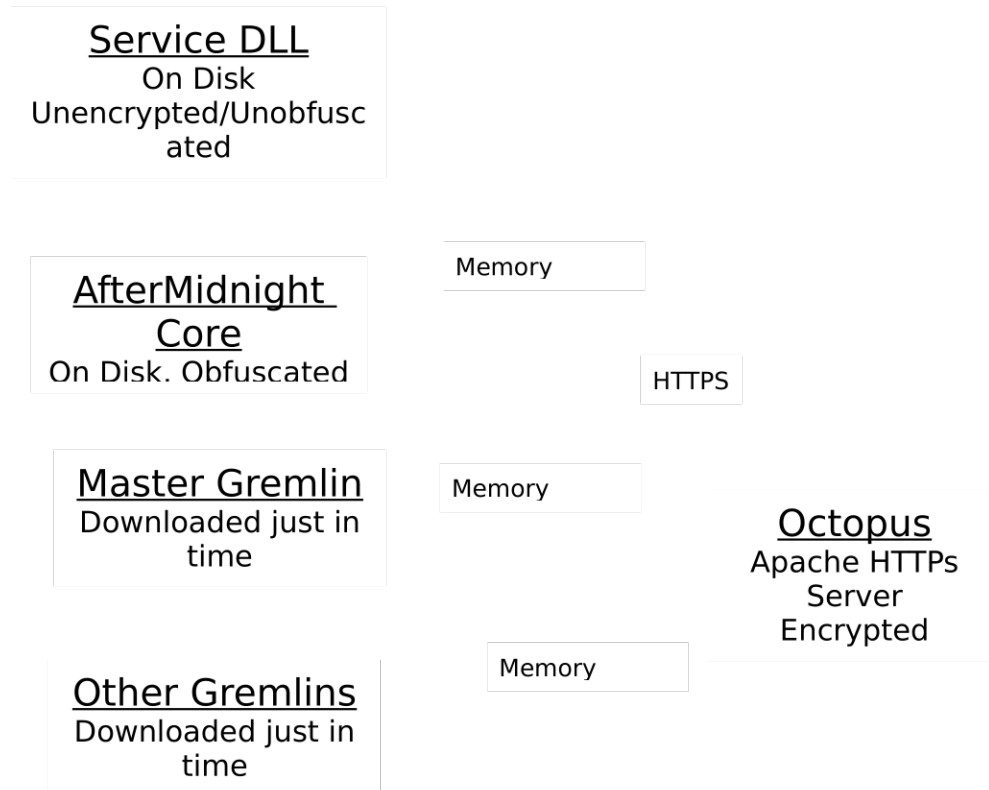 Service DLL
On Disk
Unencrypted/Unobfusc
ated
Memory
AfterMidnight
Core
On Disk. Obfuscated
HTTPS
Master Gremlin
Downloaded just in
time
Memory
Octopus
Apache HTTPs
Server
Encrypted
Memory
Other Gremlins
Downloaded just in
time